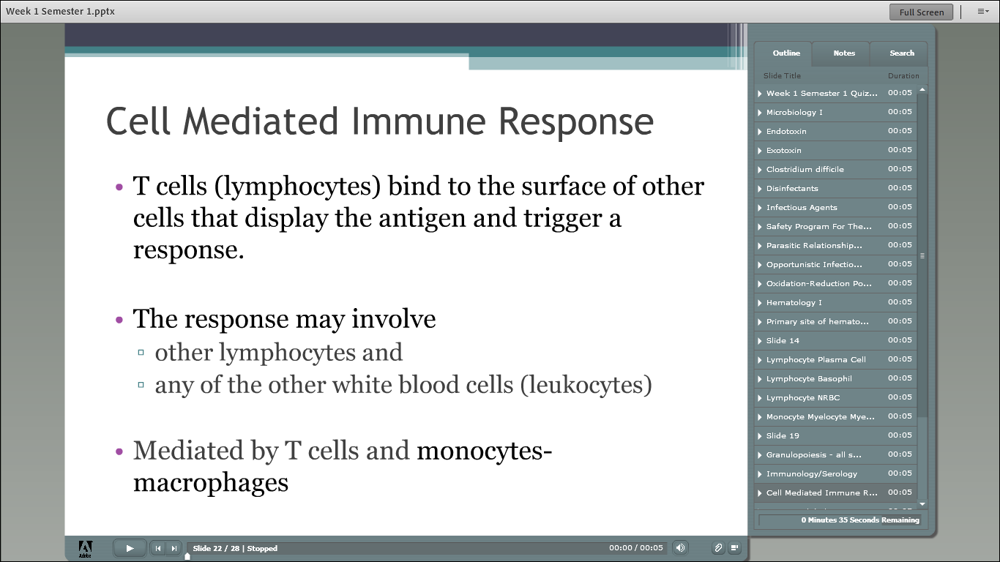 Week 1 Semester 1.pptx
Full Screen
Cell Mediated Immune Response
• T cells (lymphocytes) bind to the surface of other
cells that display the antigen and trigger a
response.
• The response may involve
▫ other lymphocytes and
▫ any of the other white blood cells (leukocytes)
• Mediated by T cells and monocytes-
macrophages
Outline Notes Search
Slide Title Duration
Week 1 Semester 1 Quiz... 00:05
Microbiology I 00:05
Endotoxin 00:05
Exotoxin 00:05
Clostridium difficile 00:05
Disinfectants 00:05
Infectious Agents 00:05
Safety Program For The... 00:05
Parasitic Relationship... 00:05
Opportunistic Infectio... 00:05
Oxidation-Reduction Po... 00:05
Hematology I 00:05
Primary site of hemato... 00:05
Slide 14 00:05
Lymphocyte Plasma Cell 00:05
Lymphocyte Basophil 00:05
Lymphocyte NRBC 00:05
Monocyte Myelocyte Mye... 00:05
Slide 19 00:05
Granulopoiesis - all s... 00:05
Immunology/Serology 00:05
Cell Mediated Immune R... 00:05
0 Minutes 35 Seconds Remaining
Adobe
Slide 22 / 28 | Stopped
00:00 / 00:05